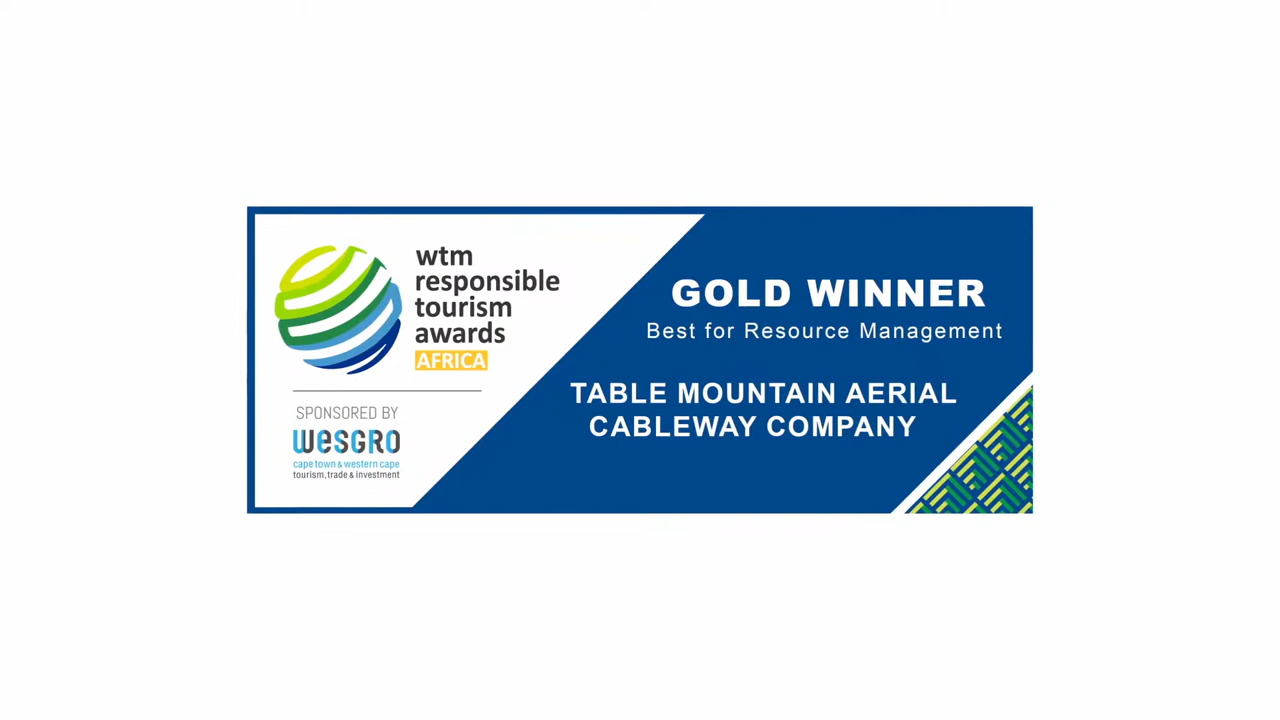 wtm
responsible
tourism
awards
AFRICA
SPONSORED BY
wesgro
cape town & western cape
tourism, trade & investment
GOLD WINNER
Best for Resource Management
TABLE MOUNTAIN AERIAL
CABLEWAY COMPANY